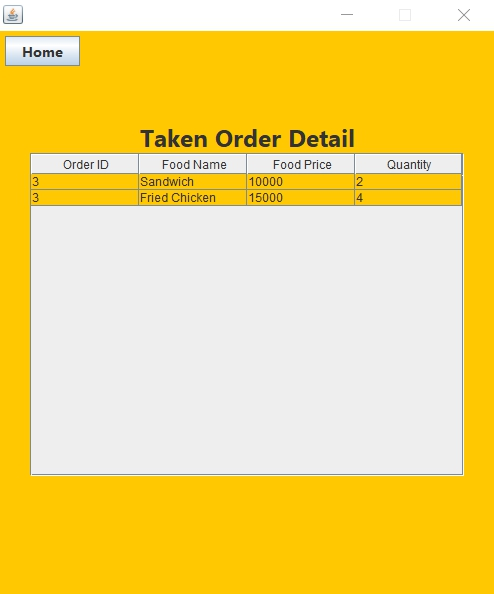 Home
Taken Order Detail
Order ID Food Name Food Price Quantity
3 Sandwich 10000 2
3 Fried Chicken 15000 4